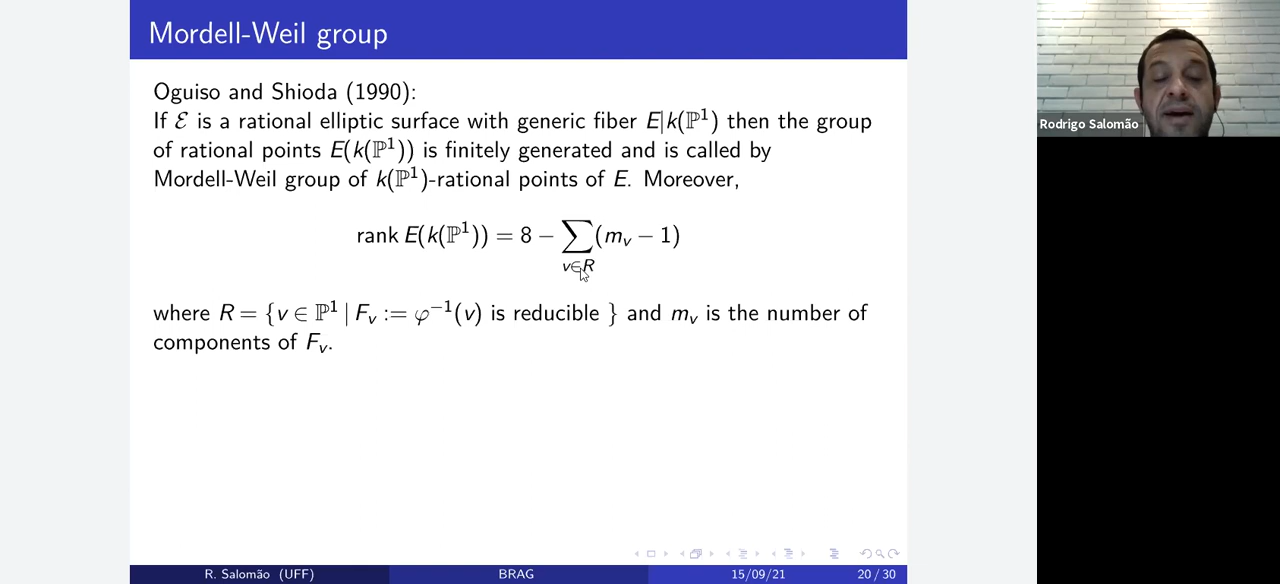 Mordell-Weil group
Oguiso and Shioda (1990):
If ℰ is a rational elliptic surface with generic fiber E|k(ℙ¹) then the group
of rational points E(k(ℙ¹)) is finitely generated and is called by
Mordell-Weil group of k(ℙ¹)-rational points of E. Moreover,
rank E(k(ℙ¹)) = 8 − ∑_{v∈R} (m_v − 1)
where R = {v ∈ ℙ¹ | F_v := φ⁻¹(v) is reducible } and m_v is the number of
components of F_v.
R. Salomão (UFF) BRAG 15/09/21 20 / 30
Rodrigo Salomão